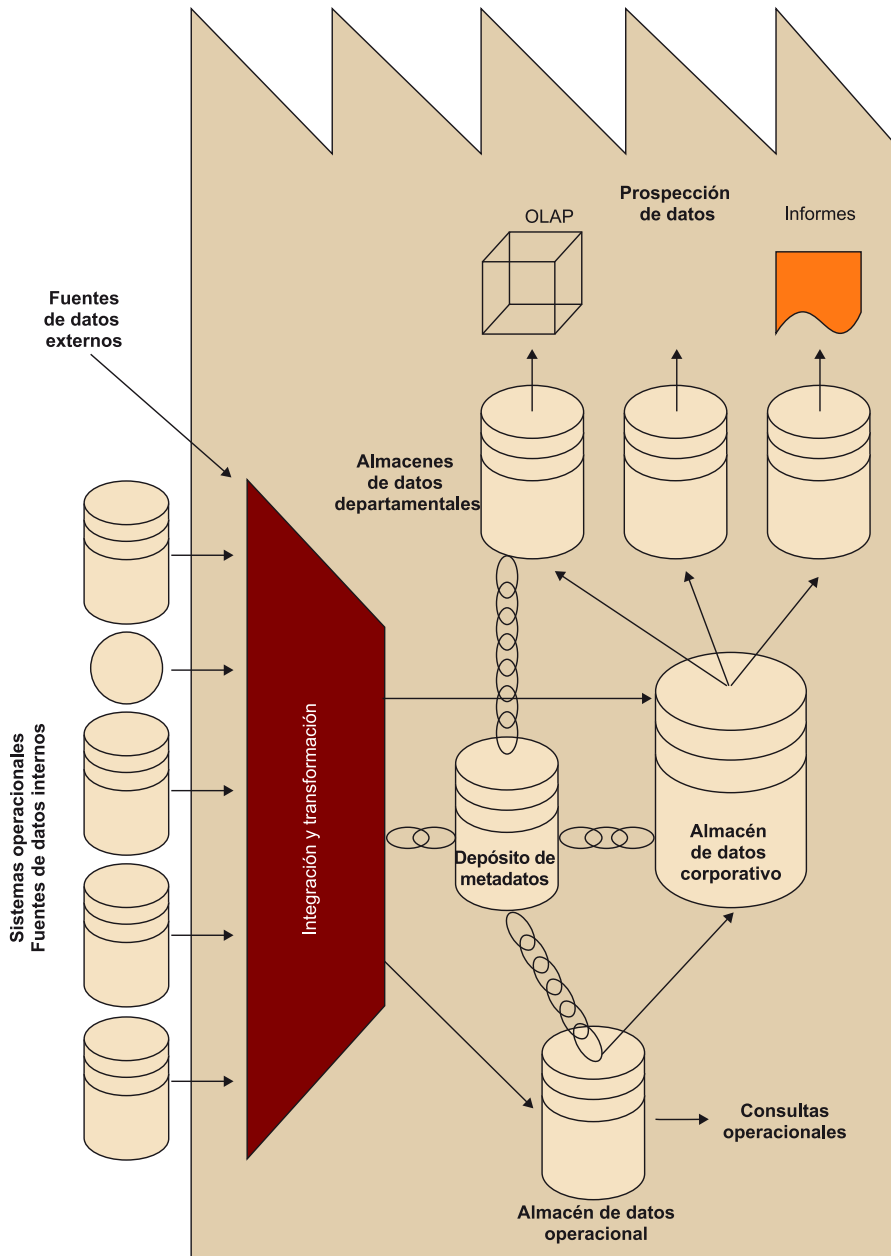 Prospección
de datos
OLAP
Informes
Fuentes
de datos
externos
Almacenes
de datos
departamentales
Sistemas operacionales
Fuentes de datos internos
Integración y transformación
Depósito de
metadatos
Almacén
de datos
corporativo
Consultas
operacionales
Almacén de datos
operacional